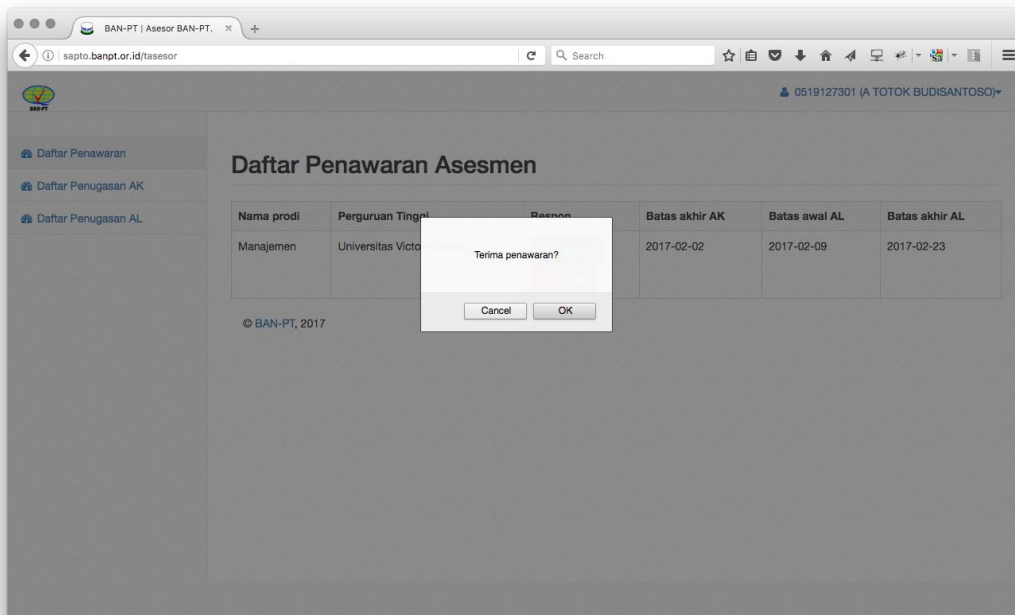 BAN-PT | Asesor BAN-PT.
sapto.banpt.or.id/tasesor
Search
BAN-PT
0519127301 (A TOTOK BUDISANTOSO)
Daftar Penawaran
Daftar Penugasan AK
Daftar Penugasan AL
Daftar Penawaran Asesmen
Nama prodi Perguruan Tinggi Respon Batas akhir AK Batas awal AL Batas akhir AL
Manajemen Universitas 2017-02-02 2017-02-09 2017-02-23
Terima penawaran?
Cancel OK
© BAN-PT, 2017